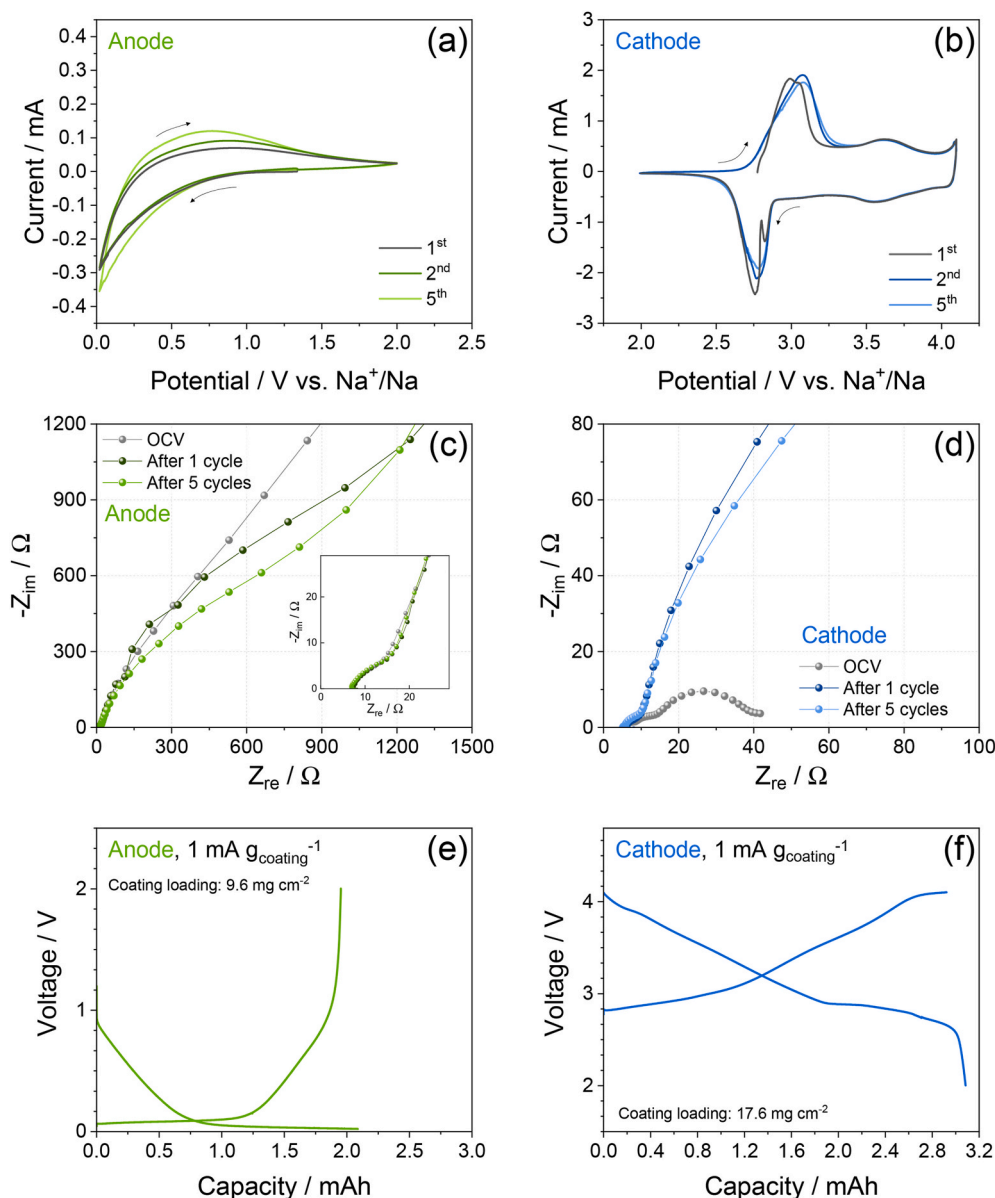 (a)
Anode
0.4
0.3
0.2
0.1
0.0
-0.1
-0.2
-0.3
-0.4
Current / mA
1st
2nd
5th
0.0 0.5 1.0 1.5 2.0 2.5
Potential / V vs. Na⁺/Na
(b)
Cathode
3
2
1
0
-1
-2
-3
Current / mA
1st
2nd
5th
2.0 2.5 3.0 3.5 4.0
Potential / V vs. Na⁺/Na
(c)
OCV
After 1 cycle
After 5 cycles
Anode
1200
900
600
300
0
-Zim / Ω
20
10
0
-Zim / Ω
0 10 20
Zre / Ω
0 300 600 900 1200 1500
Zre / Ω
(d)
80
60
40
20
0
-Zim / Ω
Cathode
OCV
After 1 cycle
After 5 cycles
0 20 40 60 80 100
Zre / Ω
(e)
Anode, 1 mA gcoating⁻¹
Coating loading: 9.6 mg cm⁻²
2
1
0
Voltage / V
0.0 0.5 1.0 1.5 2.0 2.5 3.0
Capacity / mAh
(f)
Cathode, 1 mA gcoating⁻¹
4
3
2
Voltage / V
Coating loading: 17.6 mg cm⁻²
0.0 0.4 0.8 1.2 1.6 2.0 2.4 2.8 3.2
Capacity / mAh